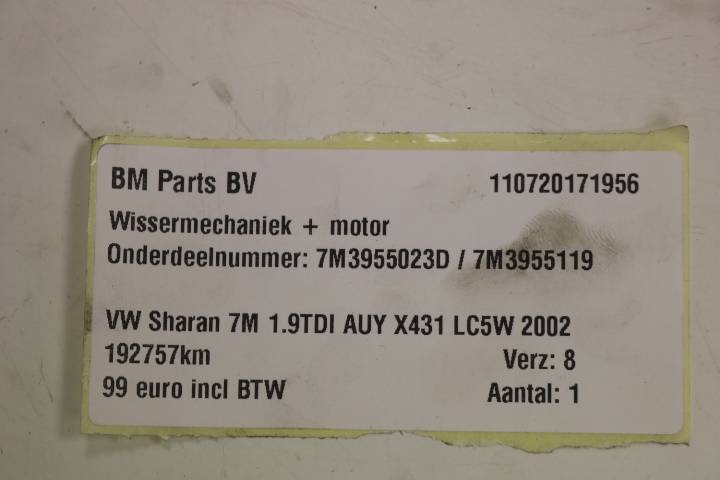 BM Parts BV 110720171956
Wissermechaniek + motor
Onderdeelnummer: 7M3955023D / 7M3955119
VW Sharan 7M 1.9TDI AUY X431 LC5W 2002
192757km Verz: 8
99 euro incl BTW Aantal: 1